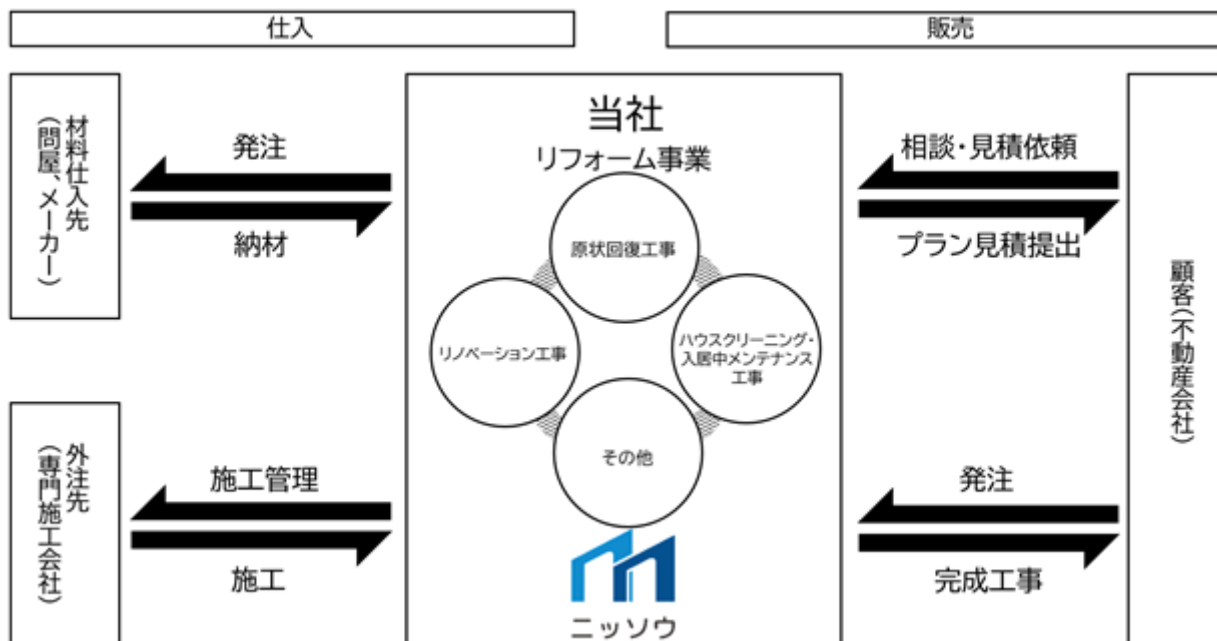 仕入
販売
材料仕入先
(問屋、メーカー)
発注
納材
外注先
(専門施工会社)
施工管理
施工
当社
リフォーム事業
原状回復工事
リノベーション工事
ハウスクリーニング・
入居中メンテナンス
工事
その他
ニッソウ
相談・見積依頼
プラン見積提出
発注
完成工事
顧客(不動産会社)